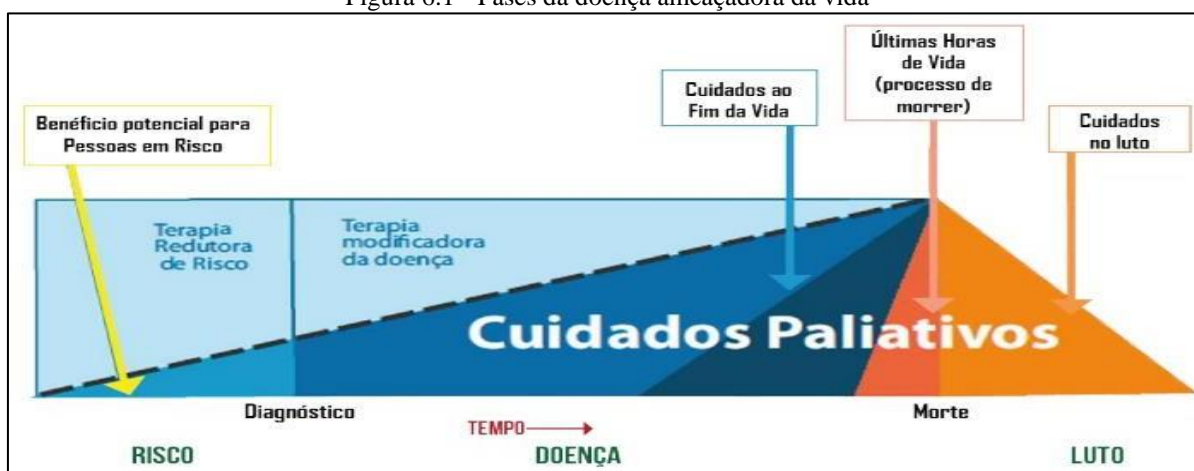 Figura 6.1 - Fases da doença ameaçadora da vida
Benéficio potencial para
Pessoas em Risco
Terapia
Redutora
de Risco
Terapia
modificadora
da doença
Cuidados ao
Fim da Vida
Últimas Horas
de Vida
(processo de
morrer)
Cuidados
no luto
Cuidados Paliativos
Diagnóstico
Morte
TEMPO
RISCO
DOENÇA
LUTO